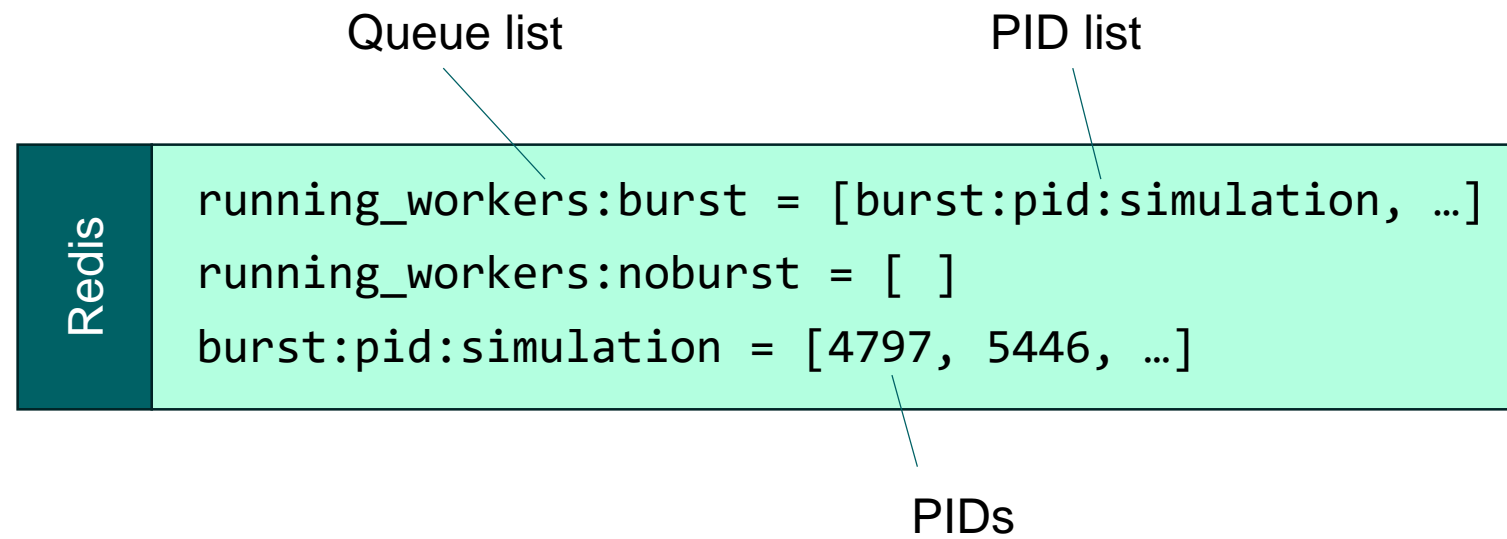 Queue list
PID list
Redis
running_workers:burst = [burst:pid:simulation, …]
running_workers:noburst = [ ]
burst:pid:simulation = [4797, 5446, …]
PIDs